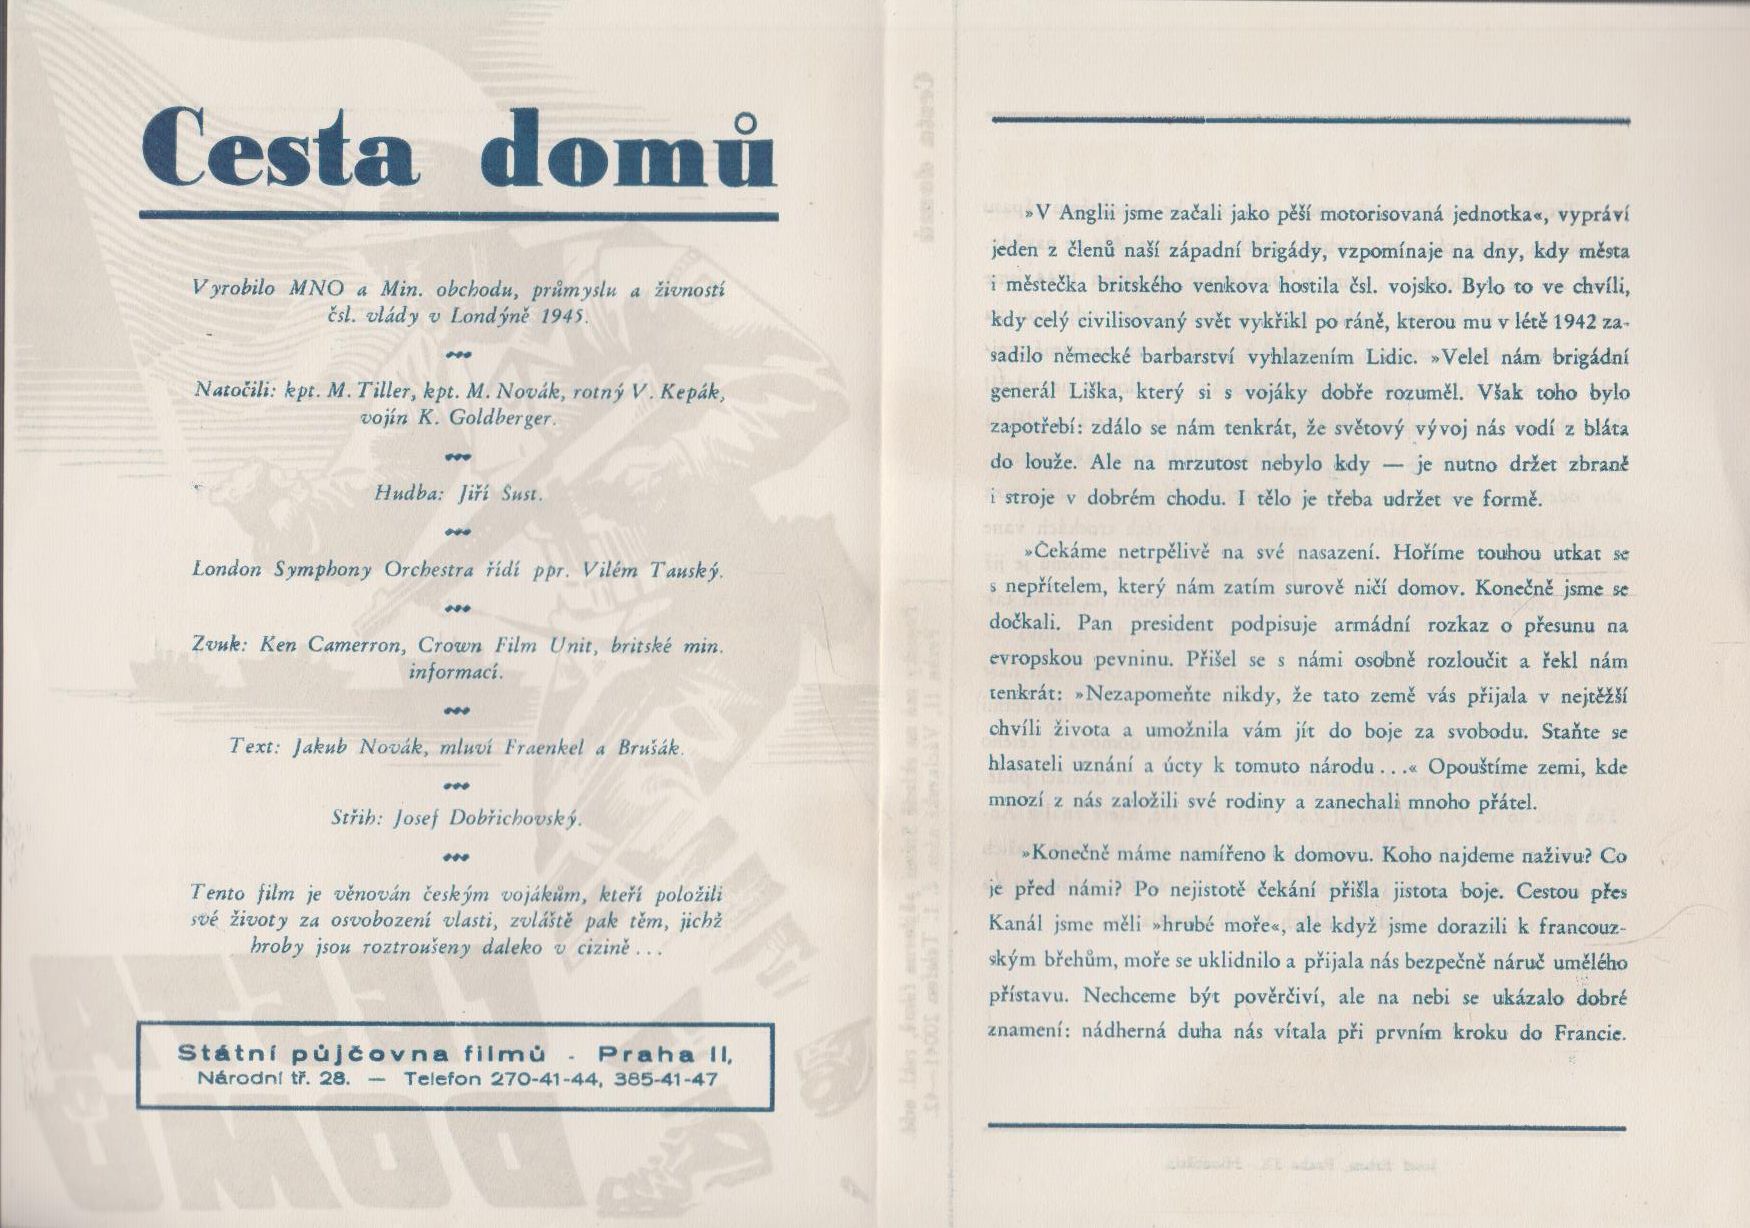 Cesta domů
Vyrobilo MNO a Min. obchodu, průmyslu a živností
čsl. vlády v Londýně 1945.
Natočili: kpt. M. Tiller, kpt. M. Novák, rotný V. Kepák,
vojín K. Goldberger.
Hudba: Jiří Šust.
London Symphony Orchestra řídí ppr. Vilém Tauský.
Zvuk: Ken Camerron, Crown Film Unit, britské min.
informací.
Text: Jakub Novák, mluví Fraenkel a Brušák.
Střih: Josef Dobřichovský.
Tento film je věnován českým vojákům, kteří položili
své životy za osvobození vlasti, zvláště pak těm, jichž
hroby jsou roztroušeny daleko v cizině...
Státní půjčovna filmů - Praha II,
Národní tř. 28. — Telefon 270-41-44, 385-41-47
»V Anglii jsme začali jako pěší motorisovaná jednotka«, vypráví
jeden z členů naší západní brigády, vzpomínaje na dny, kdy města
i městečka britského venkova hostila čsl. vojsko. Bylo to ve chvíli,
kdy celý civilisovaný svět vykřikl po ráně, kterou mu v létě 1942 za-
sadilo německé barbarství vyhlazením Lidic. »Velel nám brigádní
generál Liška, který si s vojáky dobře rozuměl. Však toho bylo
zapotřebí: zdálo se nám tenkrát, že světový vývoj nás vodí z bláta
do louže. Ale na mrzutost nebylo kdy — je nutno držet zbraně
i stroje v dobrém chodu. I tělo je třeba udržet ve formě.
»Čekáme netrpělivě na své nasazení. Hoříme touhou utkat se
s nepřítelem, který nám zatím surově ničí domov. Konečně jsme se
dočkali. Pan president podpisuje armádní rozkaz o přesunu na
evropskou pevninu. Přišel se s námi osobně rozloučit a řekl nám
tenkrát: »Nezapomeňte nikdy, že tato země vás přijala v nejtěžší
chvíli života a umožnila vám jít do boje za svobodu. Staňte se
hlasateli uznání a úcty k tomuto národu...« Opouštíme zemi, kde
mnozí z nás založili své rodiny a zanechali mnoho přátel.
»Konečně máme namířeno k domovu. Koho najdeme naživu? Co
je před námi? Po nejistotě čekání přišla jistota boje. Cestou přes
Kanál jsme měli »hrubé moře«, ale když jsme dorazili k francouz-
ským břehům, moře se uklidnilo a přijala nás bezpečně náruč umělého
přístavu. Nechceme být pověrčiví, ale na nebi se ukázalo dobré
znamení: nádherná duha nás vítala při prvním kroku do Francie.